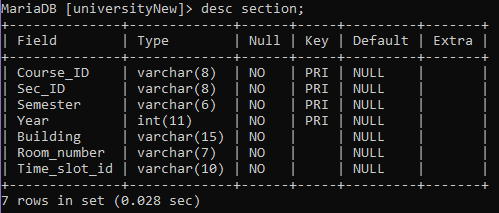 MariaDB [universityNew]> desc section;
+--------------+-------------+------+-----+---------+-------+
| Field        | Type        | Null | Key | Default | Extra |
+--------------+-------------+------+-----+---------+-------+
| Course_ID    | varchar(8)  | NO   | PRI | NULL    |       |
| Sec_ID       | varchar(8)  | NO   | PRI | NULL    |       |
| Semester     | varchar(6)  | NO   | PRI | NULL    |       |
| Year         | int(11)     | NO   | PRI | NULL    |       |
| Building     | varchar(15) | NO   |     | NULL    |       |
| Room_number  | varchar(7)  | NO   |     | NULL    |       |
| Time_slot_id | varchar(10) | NO   |     | NULL    |       |
+--------------+-------------+------+-----+---------+-------+
7 rows in set (0.028 sec)